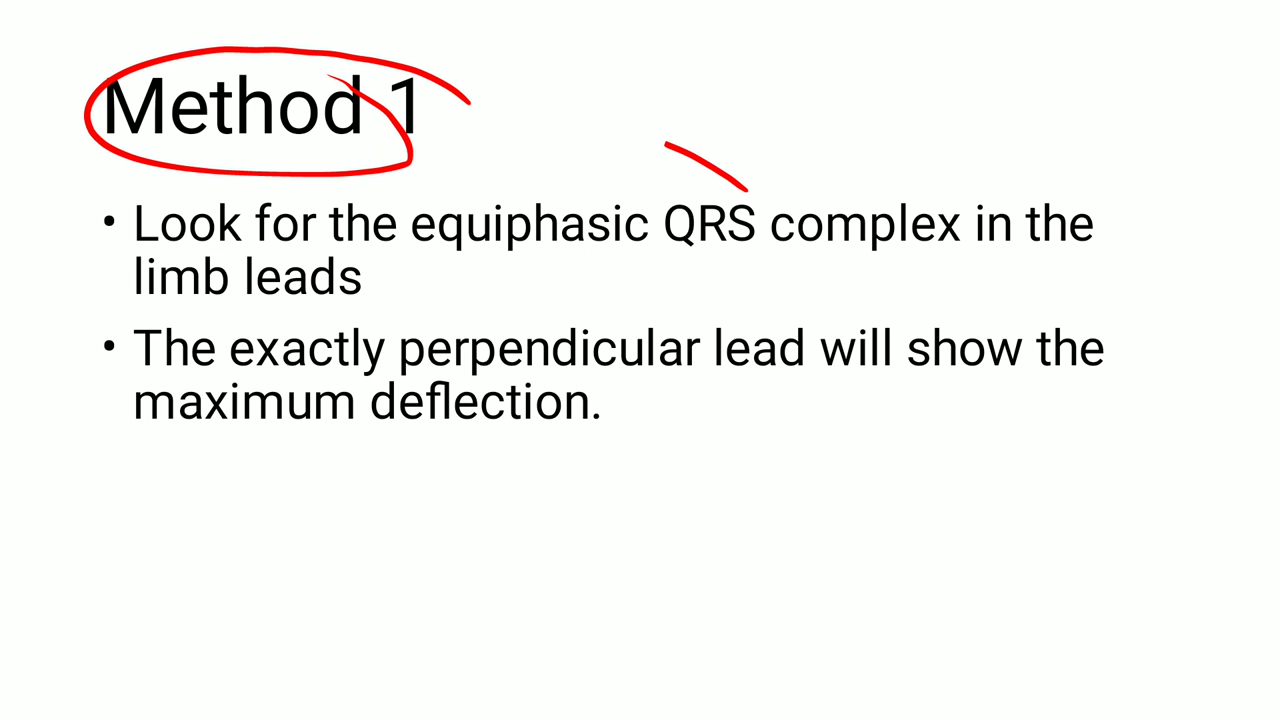 Method 1
• Look for the equiphasic QRS complex in the
limb leads
• The exactly perpendicular lead will show the
maximum deflection.